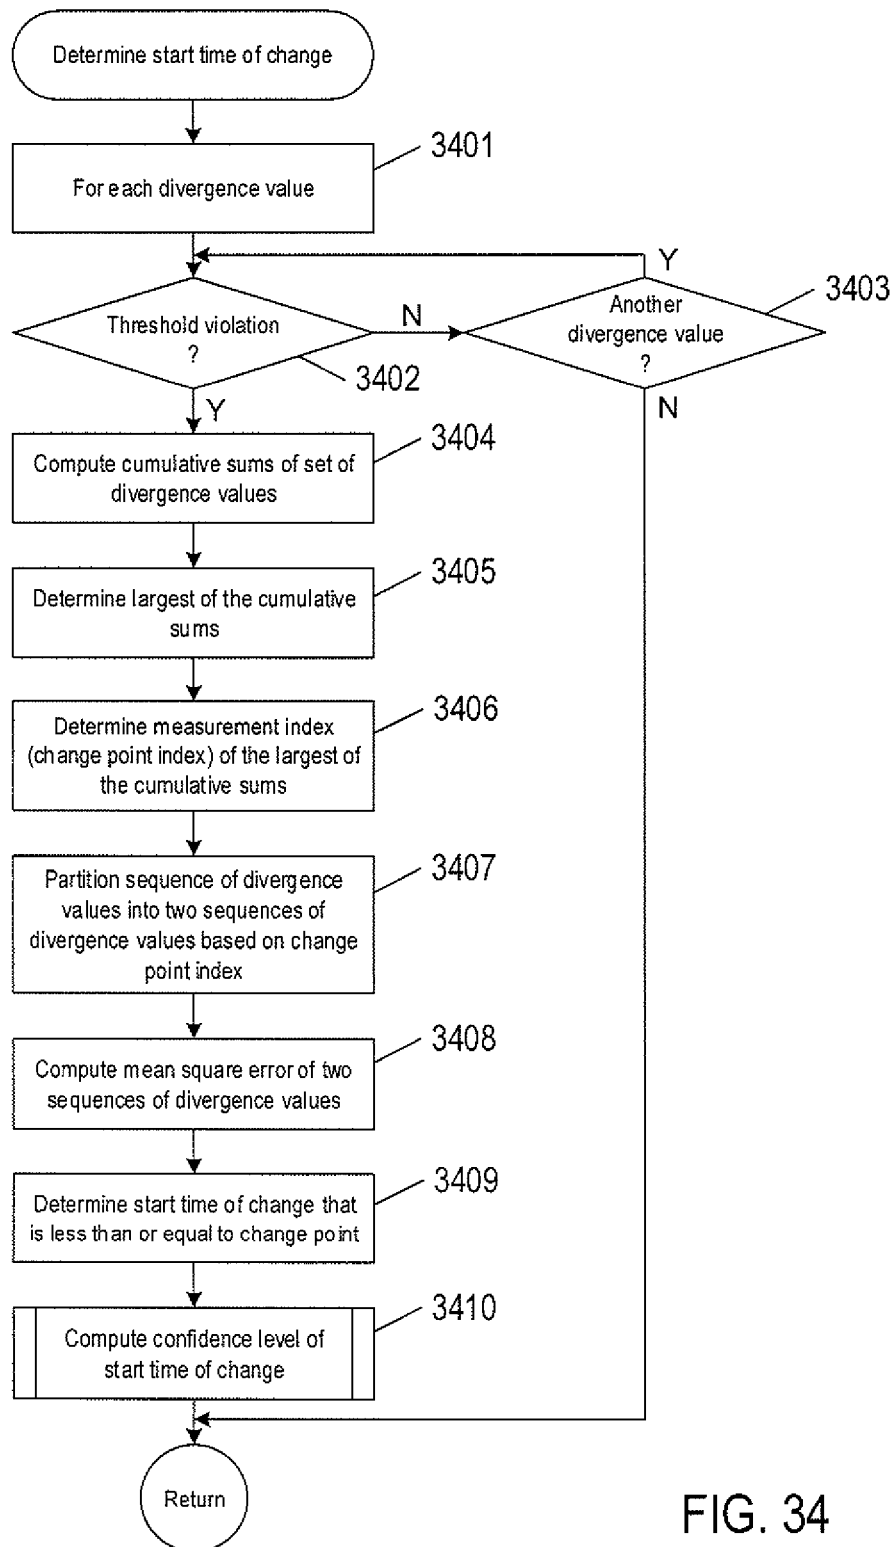 Determine start time of change
3401
For each divergence value
Y
3403
Another
divergence value
?
Threshold violation
?
N
3402
Y
N
3404
Compute cumulative sums of set of
divergence values
3405
Determine largest of the cumulative
sums
3406
Determine measurement index
(change point index) of the largest of
the cumulative sums
3407
Partition sequence of divergence
values into two sequences of
divergence values based on change
point index
3408
Compute mean square error of two
sequences of divergence values
3409
Determine start time of change that
is less than or equal to change point
3410
Compute confidence level of
start time of change
Return
FIG. 34